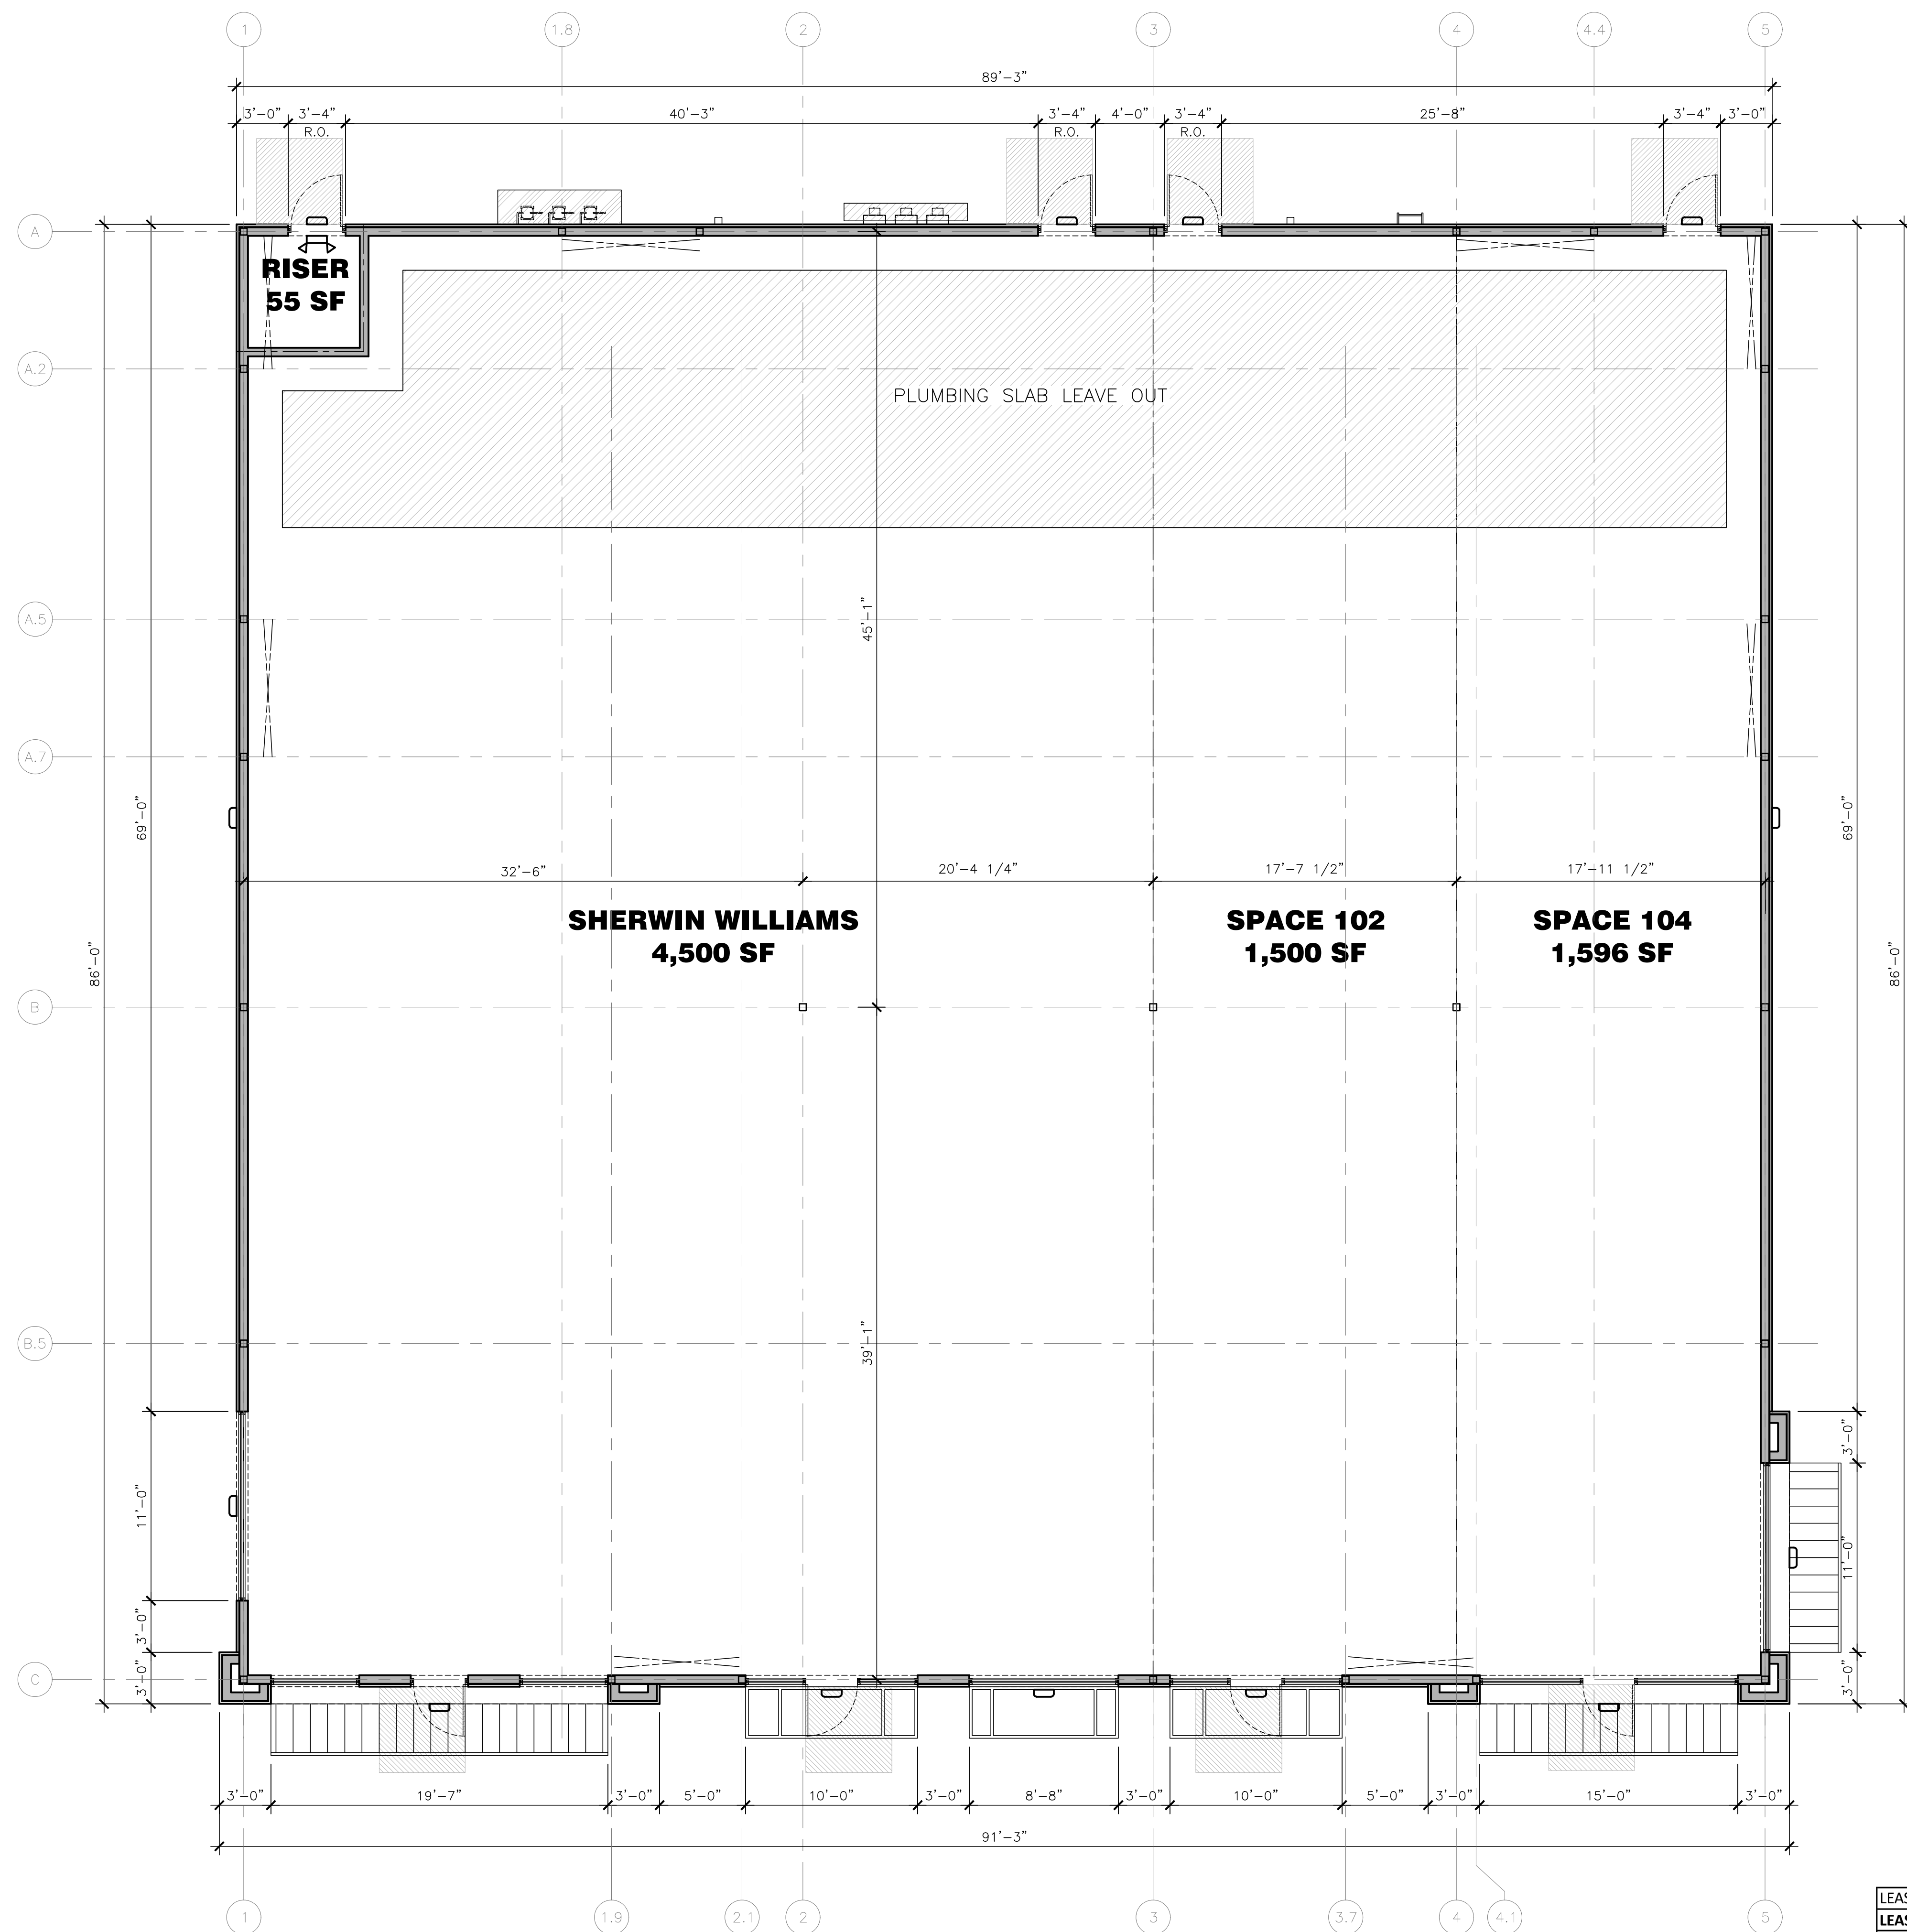 1 1.8 2 3 4 4.4 5
89'-3"
3'-0" 3'-4" 40'-3" 3'-4" 4'-0" 3'-4" 25'-8" 3'-4" 3'-0"
R.O. R.O. R.O.
A
RISER
55 SF
A.2
PLUMBING SLAB LEAVE OUT
A.5
45'-1"
A.7
69'-0" 69'-0"
32'-6" 20'-4 1/4" 17'-7 1/2" 17'-11 1/2"
SHERWIN WILLIAMS
4,500 SF
SPACE 102
1,500 SF
SPACE 104
1,596 SF
86'-0" 86'-0"
B
B.5
39'-1"
3'-0"
11'-0" 11'-0"
3'-0"
3'-0" 3'-0"
C
3'-0" 19'-7" 3'-0" 5'-0" 10'-0" 3'-0" 8'-8" 3'-0" 10'-0" 5'-0" 3'-0" 15'-0" 3'-0"
91'-3"
1 1.9 2.1 2 3 3.7 4 4.1 5